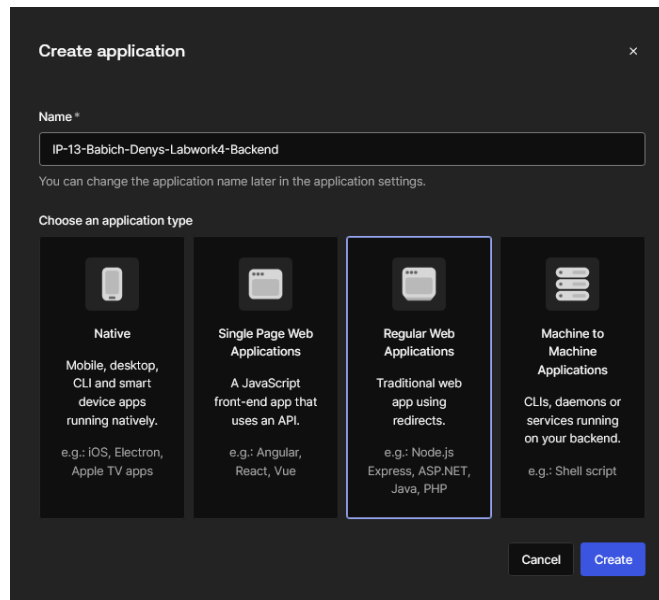 Create application
Name *
IP-13-Babich-Denys-Labwork4-Backend
You can change the application name later in the application settings.
Choose an application type
Native
Mobile, desktop,
CLI and smart
device apps
running natively.
e.g.: iOS, Electron,
Apple TV apps
Single Page Web
Applications
A JavaScript
front-end app that
uses an API.
e.g.: Angular,
React, Vue
Regular Web
Applications
Traditional web
app using
redirects.
e.g.: Node.js
Express, ASP.NET,
Java, PHP
Machine to
Machine
Applications
CLIs, daemons or
services running
on your backend.
e.g.: Shell script
Cancel
Create